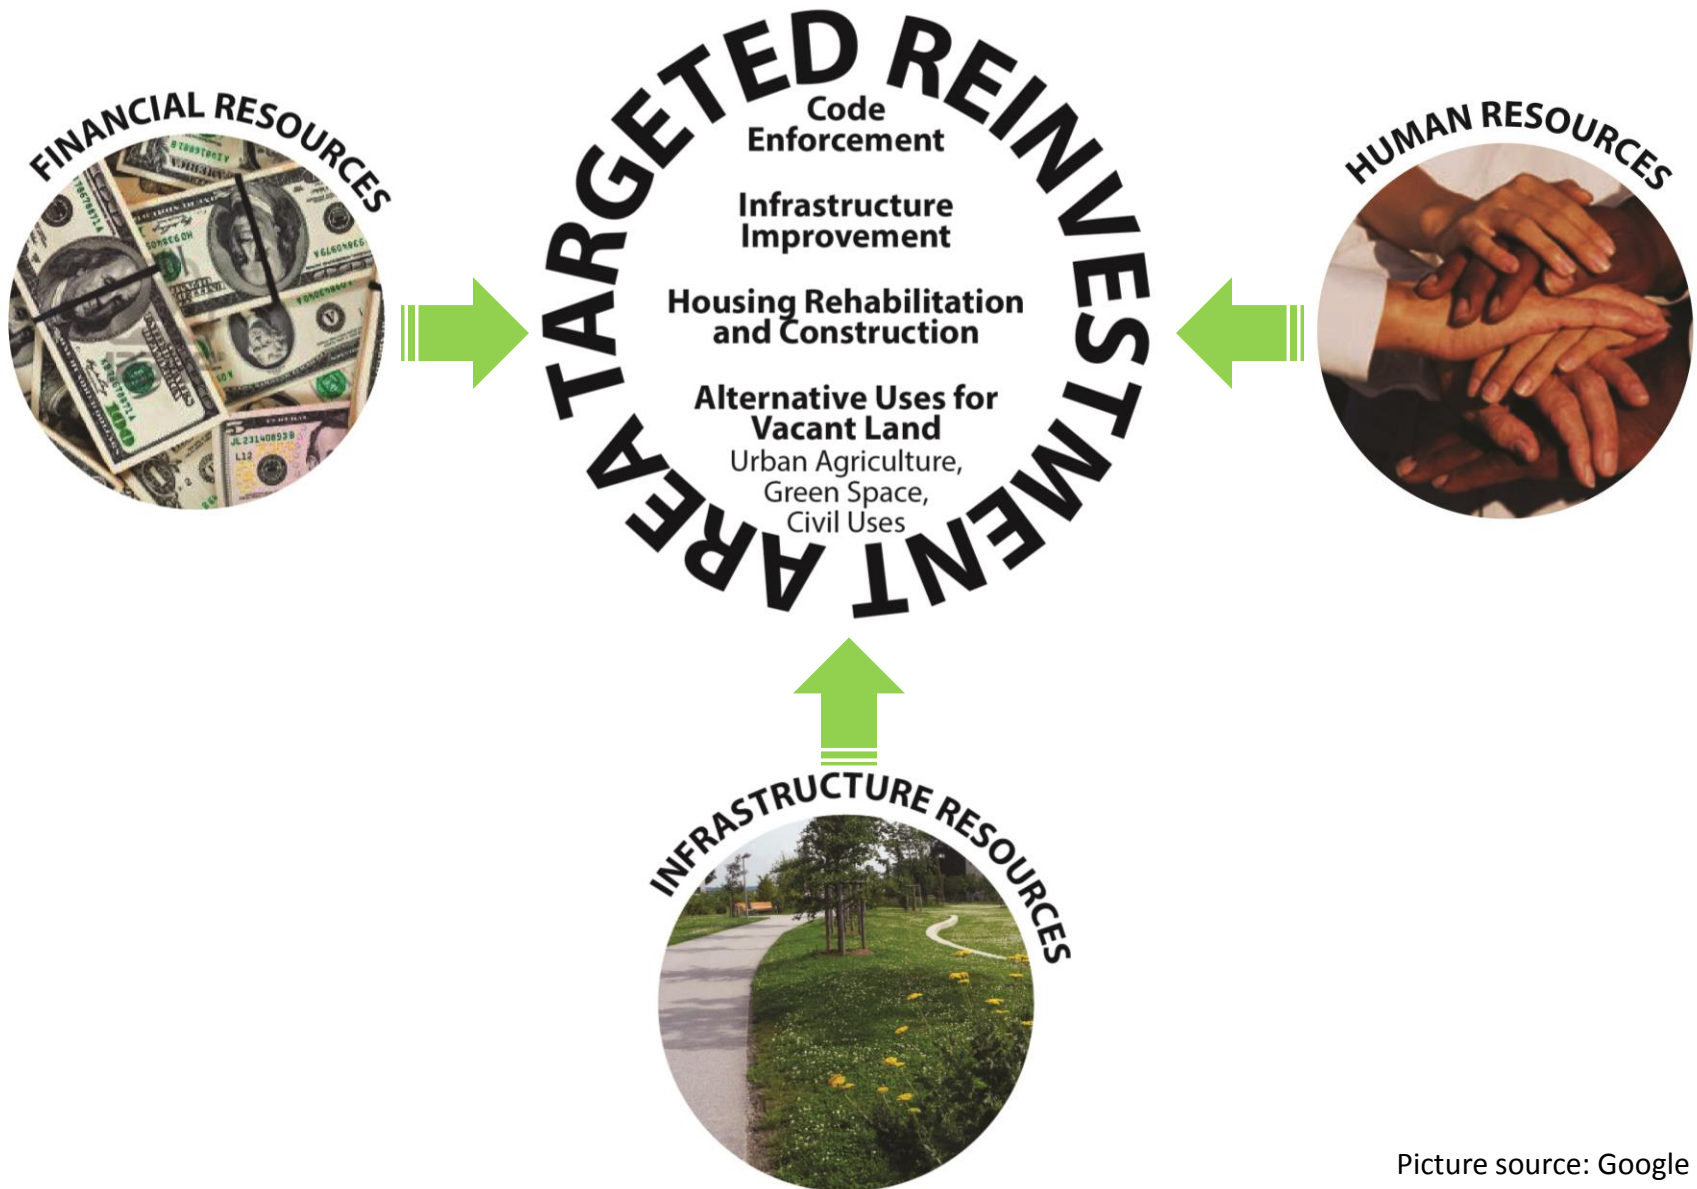 FINANCIAL RESOURCES
TARGETED REINVESTMENT AREA
Code
Enforcement
Infrastructure
Improvement
Housing Rehabilitation
and Construction
Alternative Uses for
Vacant Land
Urban Agriculture,
Green Space,
Civil Uses
HUMAN RESOURCES
INFRASTRUCTURE RESOURCES
Picture source: Google